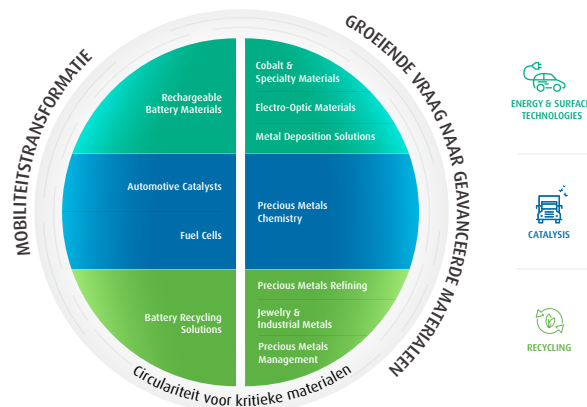 MOBILITEITSTRANSFORMATIE
GROEIENDE VRAAG NAAR GEAVANCEERDE MATERIALEN
Rechargeable
Battery Materials
Cobalt &
Specialty Materials
Electro-Optic Materials
Metal Deposition Solutions
Automotive Catalysts
Fuel Cells
Precious Metals
Chemistry
Battery Recycling
Solutions
Precious Metals Refining
Jewelry &
Industrial Metals
Precious Metals
Management
Circulariteit voor kritieke materialen
ENERGY & SURFACE
TECHNOLOGIES
CATALYSIS
RECYCLING